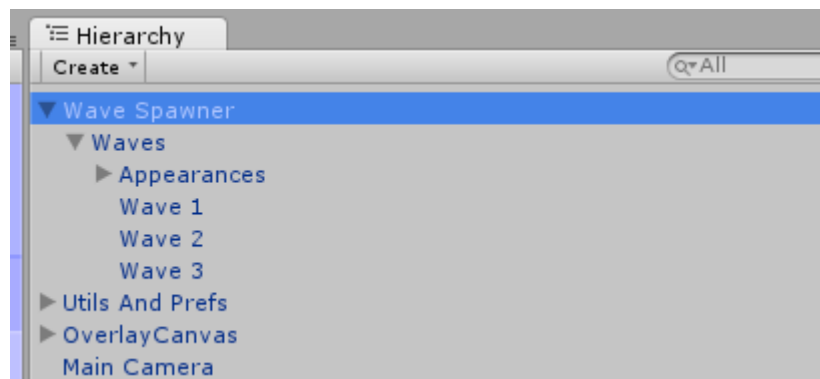 Hierarchy
Create
All
Wave Spawner
Waves
Appearances
Wave 1
Wave 2
Wave 3
Utils And Prefs
OverlayCanvas
Main Camera